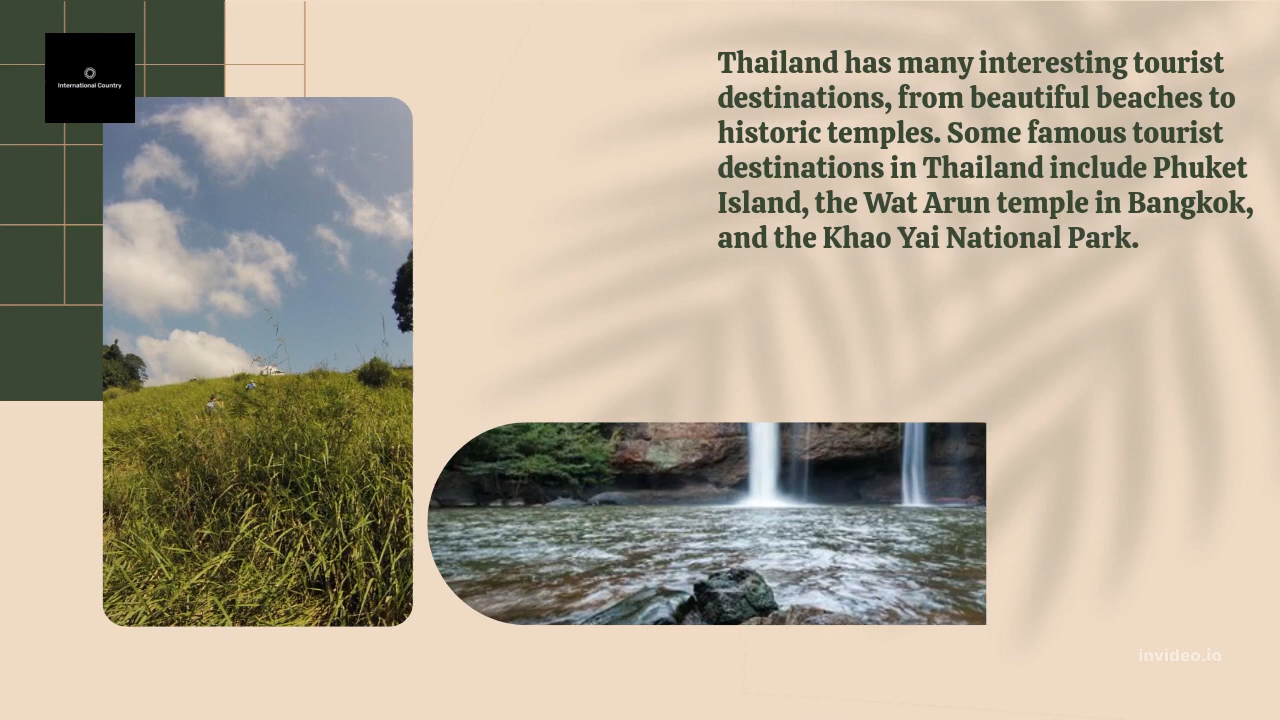 International Country
Thailand has many interesting tourist
destinations, from beautiful beaches to
historic temples. Some famous tourist
destinations in Thailand include Phuket
Island, the Wat Arun temple in Bangkok,
and the Khao Yai National Park.
invideo.io